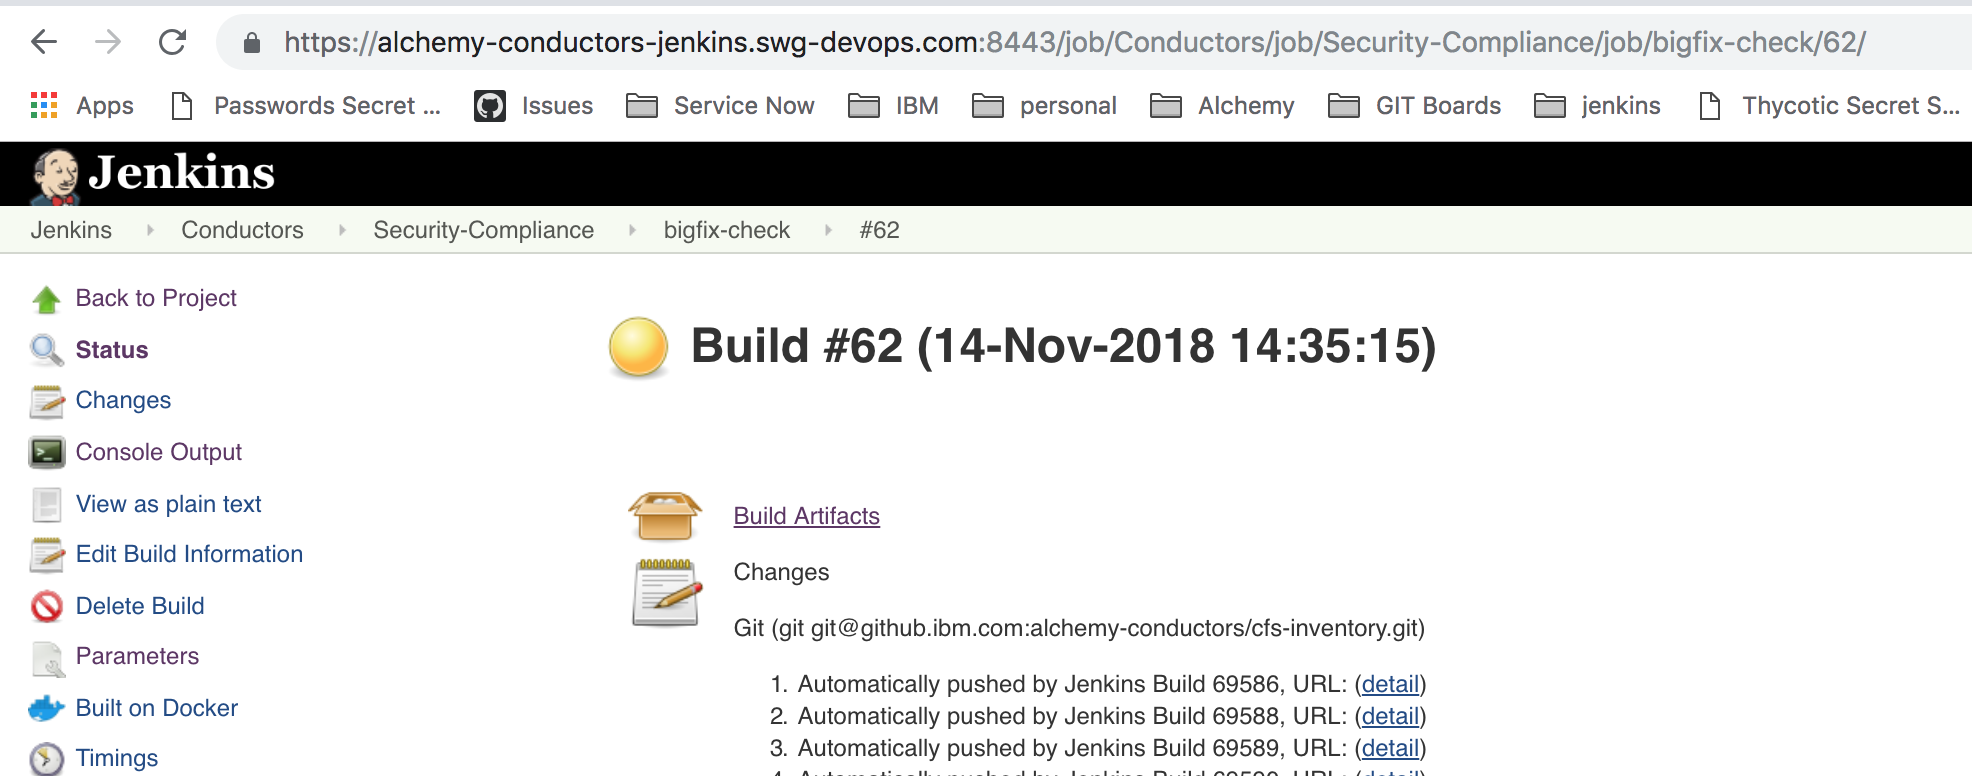 https://alchemy-conductors-jenkins.swg-devops.com:8443/job/Conductors/job/Security-Compliance/job/bigfix-check/62/
Apps Passwords Secret ... Issues Service Now IBM personal Alchemy GIT Boards jenkins Thycotic Secret S...
Jenkins
Jenkins Conductors Security-Compliance bigfix-check #62
Back to Project
Status
Changes
Console Output
View as plain text
Edit Build Information
Delete Build
Parameters
Built on Docker
Timings
Build #62 (14-Nov-2018 14:35:15)
Build Artifacts
Changes
Git (git git@github.ibm.com:alchemy-conductors/cfs-inventory.git)
1. Automatically pushed by Jenkins Build 69586, URL: (detail)
2. Automatically pushed by Jenkins Build 69588, URL: (detail)
3. Automatically pushed by Jenkins Build 69589, URL: (detail)